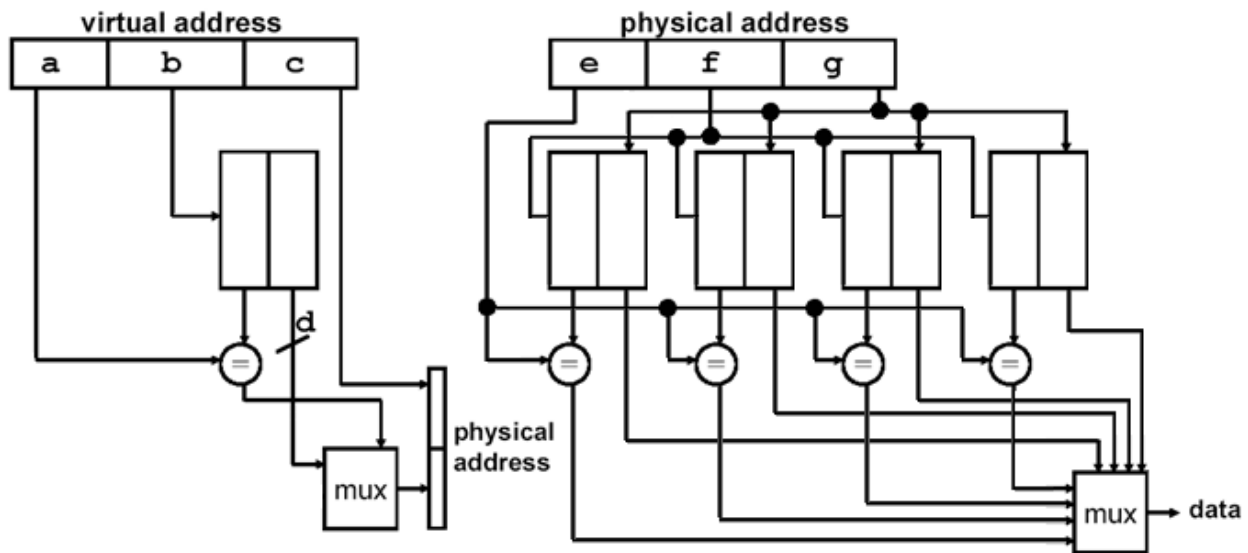 virtual address
physical address
a b c
e f g
d
= = = = =
physical
address
mux
mux
data